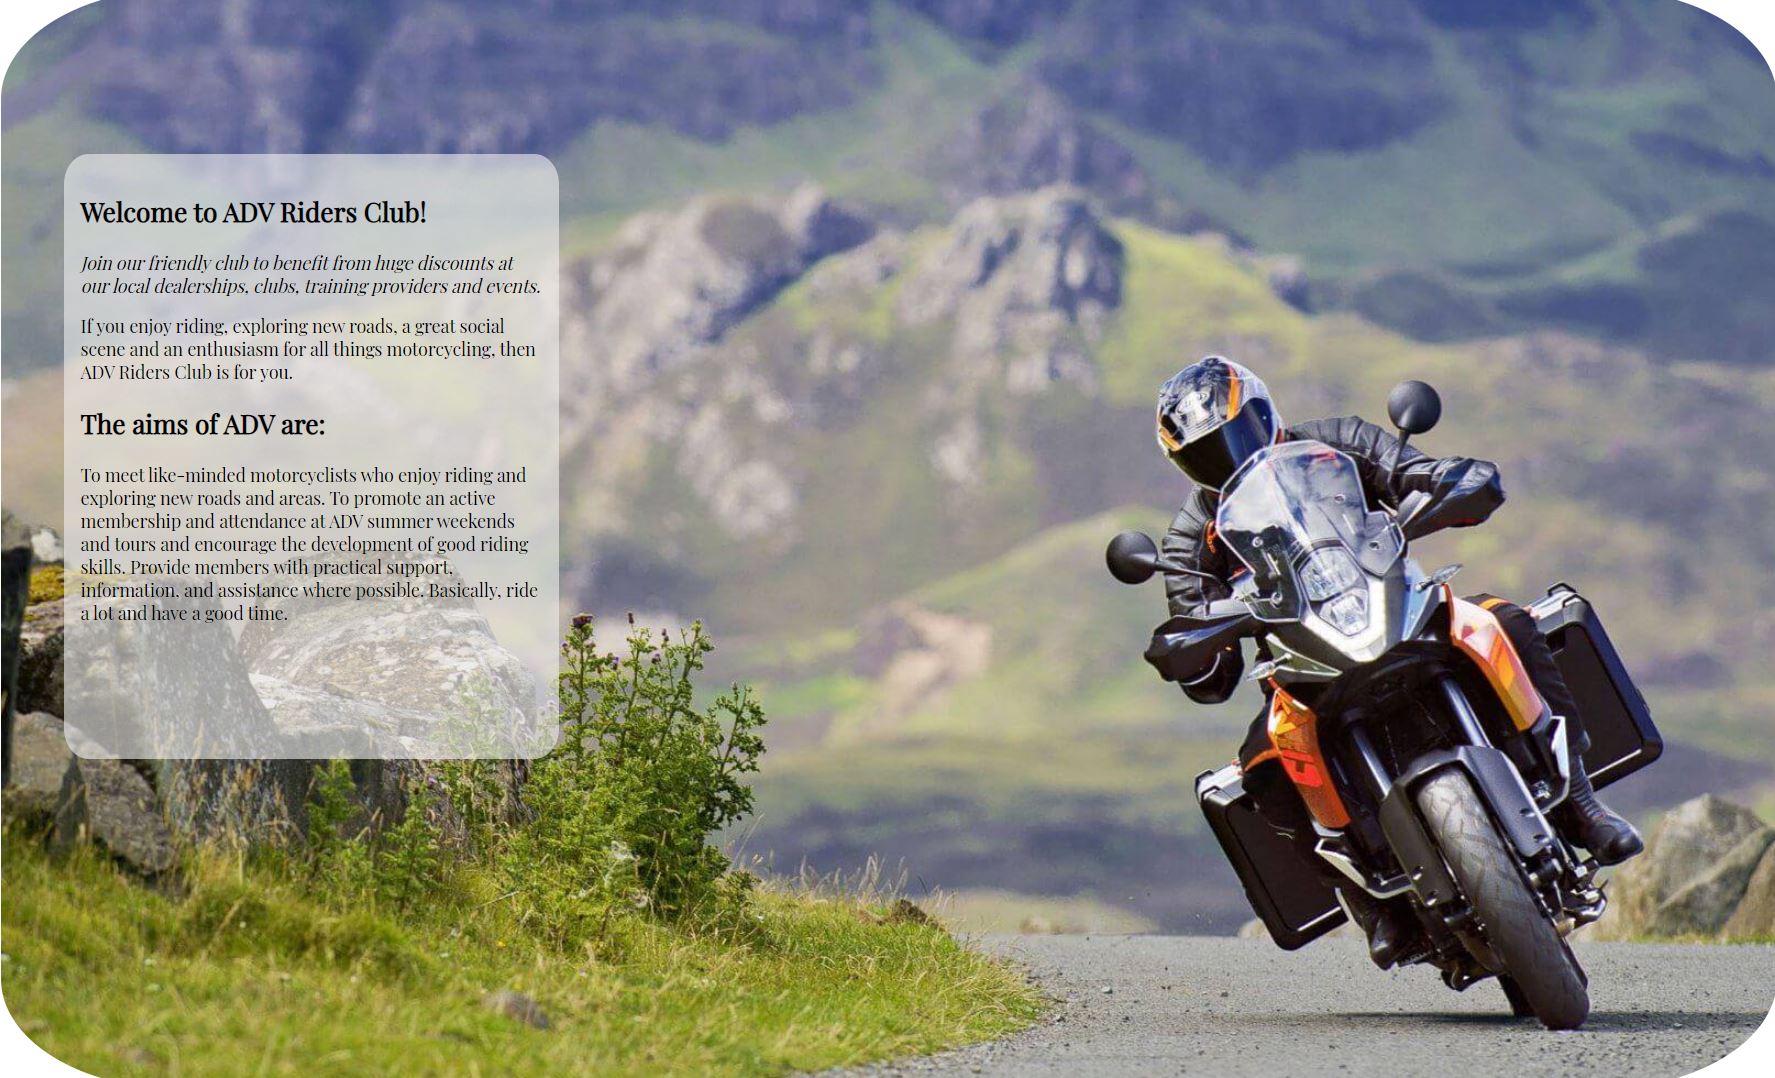 Welcome to ADV Riders Club!
Join our friendly club to benefit from huge discounts at
our local dealerships, clubs, training providers and events.
If you enjoy riding, exploring new roads, a great social
scene and an enthusiasm for all things motorcycling, then
ADV Riders Club is for you.
The aims of ADV are:
To meet like-minded motorcyclists who enjoy riding and
exploring new roads and areas. To promote an active
membership and attendance at ADV summer weekends
and tours and encourage the development of good riding
skills. Provide members with practical support,
information, and assistance where possible. Basically, ride
a lot and have a good time.